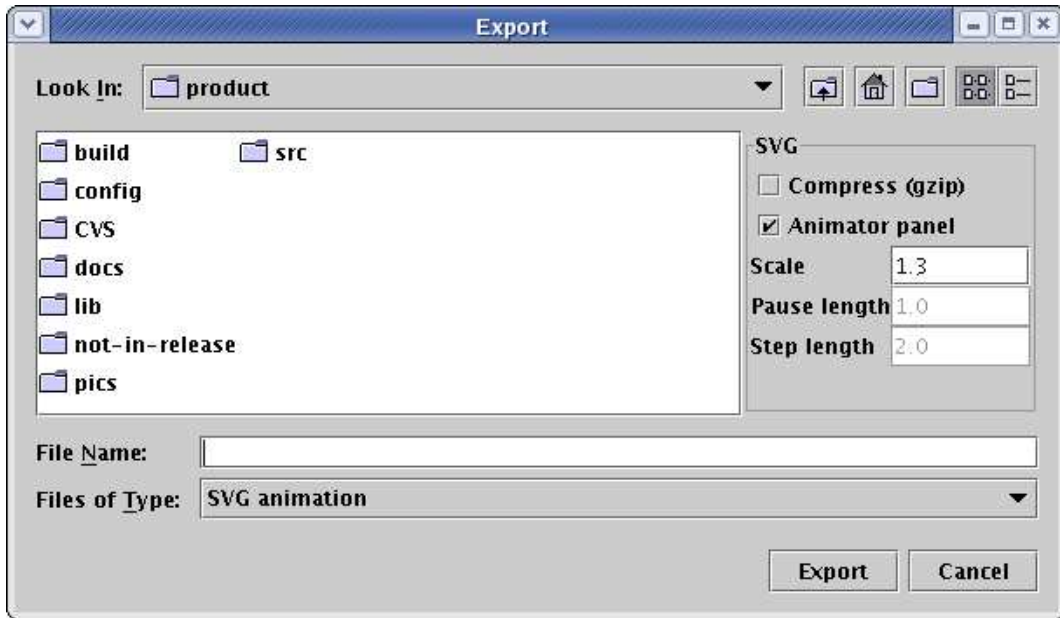 Export
Look In: product
build
config
CVS
docs
lib
not-in-release
pics
src
SVG
Compress (gzip)
Animator panel
Scale 1.3
Pause length 1.0
Step length 2.0
File Name:
Files of Type: SVG animation
Export Cancel